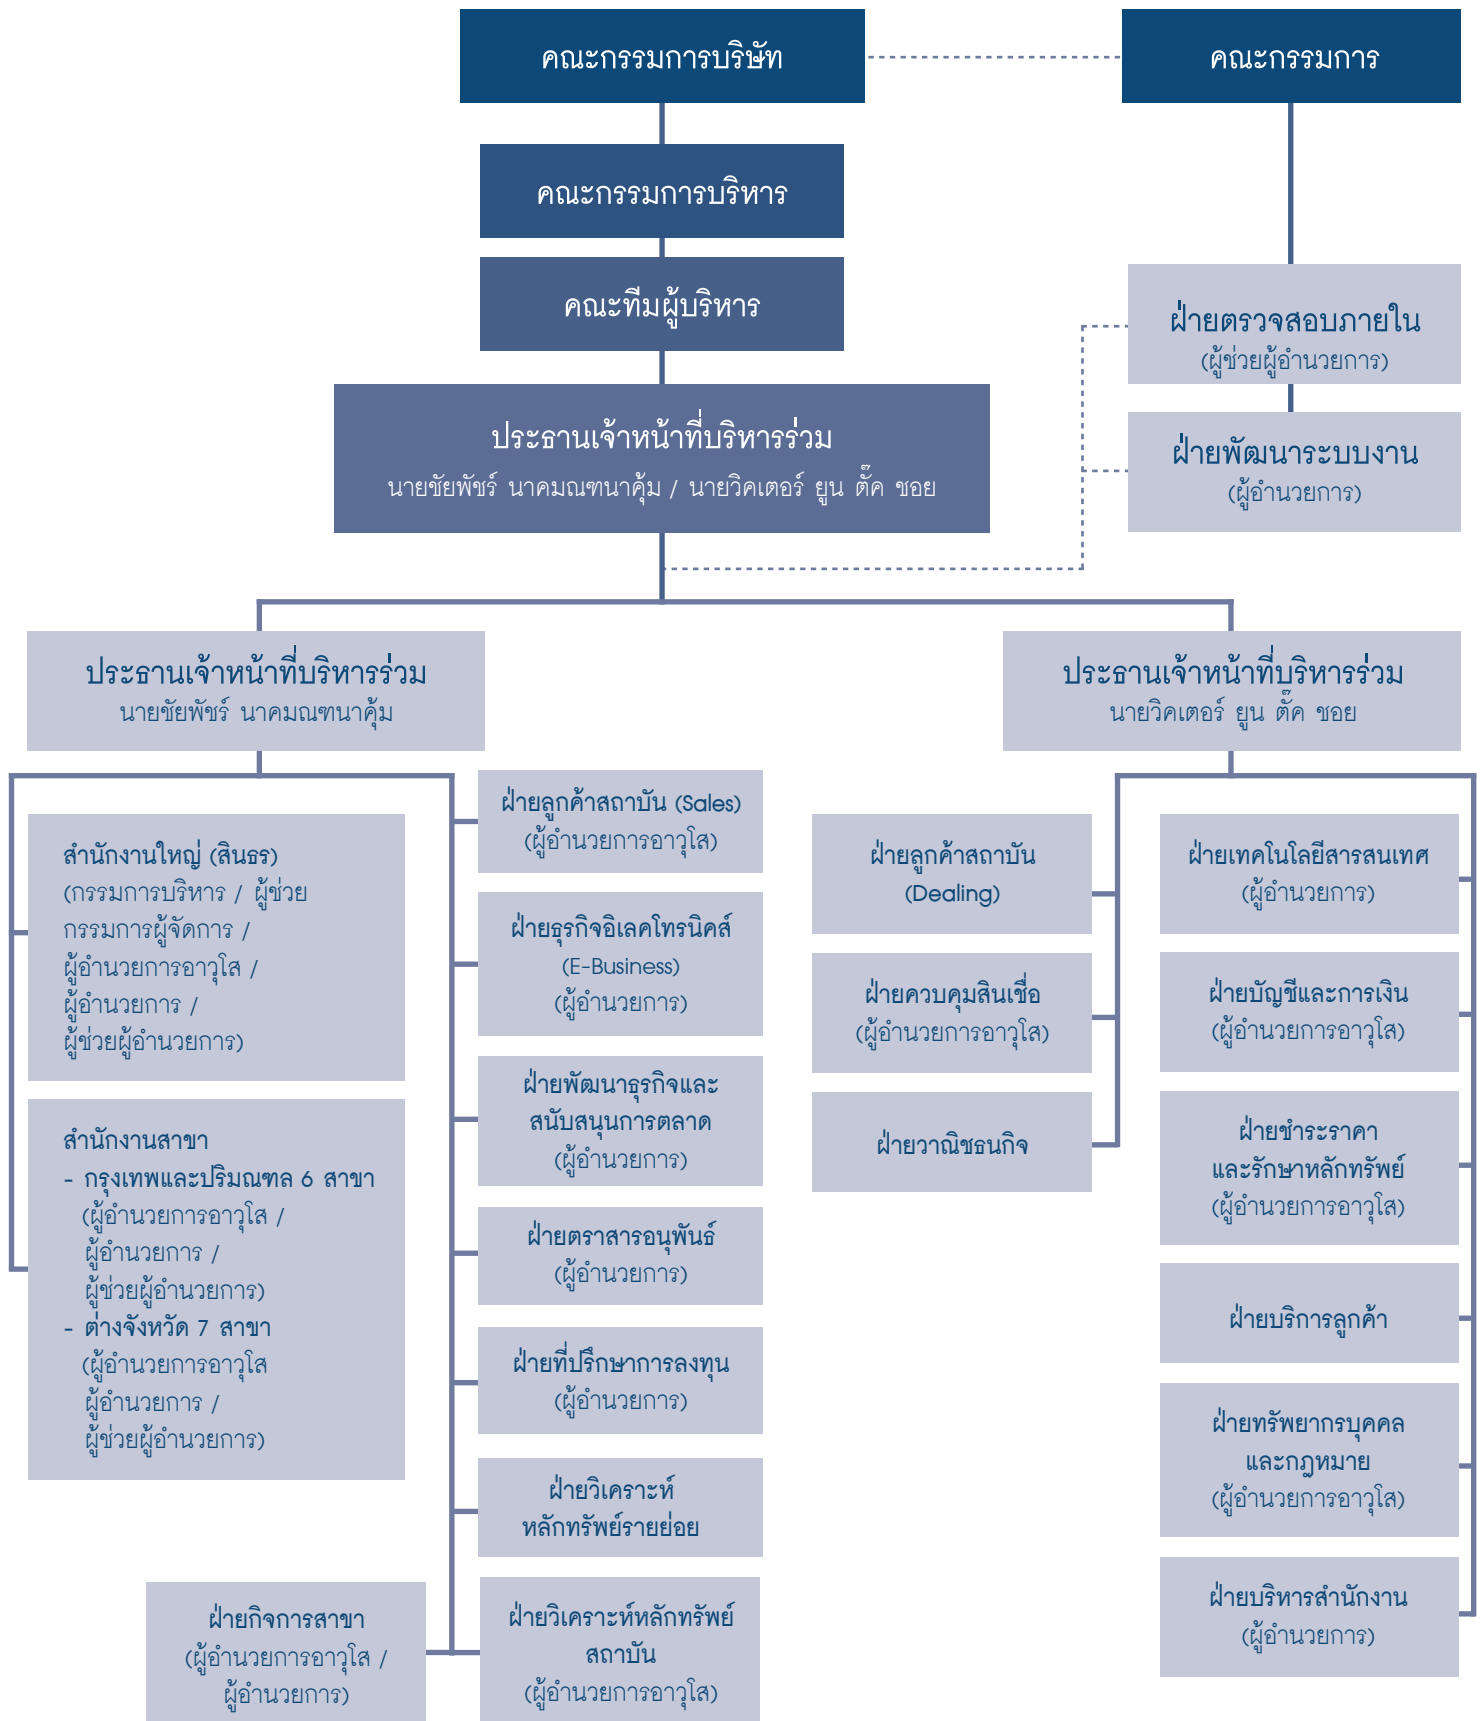 คณะกรรมการบริษัท
คณะกรรมการ
คณะกรรมการบริหาร
คณะทีมผู้บริหาร
ฝ่ายตรวจสอบภายใน
(ผู้ช่วยผู้อำนวยการ)
ประธานเจ้าหน้าที่บริหารร่วม
นายชัยพัชร์ นาคมณฑนาคุ้ม / นายวิคเตอร์ ยูน ตั๊ค ชอย
ฝ่ายพัฒนาระบบงาน
(ผู้อำนวยการ)
ประธานเจ้าหน้าที่บริหารร่วม
นายชัยพัชร์ นาคมณฑนาคุ้ม
ประธานเจ้าหน้าที่บริหารร่วม
นายวิคเตอร์ ยูน ตั๊ค ชอย
สำนักงานใหญ่ (สินธร)
(กรรมการบริหาร / ผู้ช่วย
กรรมการผู้จัดการ /
ผู้อำนวยการอาวุโส /
ผู้อำนวยการ /
ผู้ช่วยผู้อำนวยการ)
สำนักงานสาขา
- กรุงเทพและปริมณฑล 6 สาขา
(ผู้อำนวยการอาวุโส /
ผู้อำนวยการ /
ผู้ช่วยผู้อำนวยการ)
- ต่างจังหวัด 7 สาขา
(ผู้อำนวยการอาวุโส
ผู้อำนวยการ /
ผู้ช่วยผู้อำนวยการ)
ฝ่ายกิจการสาขา
(ผู้อำนวยการอาวุโส /
ผู้อำนวยการ)
ฝ่ายลูกค้าสถาบัน (Sales)
(ผู้อำนวยการอาวุโส)
ฝ่ายธุรกิจอิเลคโทรนิคส์
(E-Business)
(ผู้อำนวยการ)
ฝ่ายพัฒนาธุรกิจและ
สนับสนุนการตลาด
(ผู้อำนวยการ)
ฝ่ายตราสารอนุพันธ์
(ผู้อำนวยการ)
ฝ่ายที่ปรึกษาการลงทุน
(ผู้อำนวยการ)
ฝ่ายวิเคราะห์
หลักทรัพย์รายย่อย
ฝ่ายวิเคราะห์หลักทรัพย์
สถาบัน
(ผู้อำนวยการอาวุโส)
ฝ่ายลูกค้าสถาบัน
(Dealing)
ฝ่ายควบคุมสินเชื่อ
(ผู้อำนวยการอาวุโส)
ฝ่ายวาณิชธนกิจ
ฝ่ายเทคโนโลยีสารสนเทศ
(ผู้อำนวยการ)
ฝ่ายบัญชีและการเงิน
(ผู้อำนวยการอาวุโส)
ฝ่ายชำระราคา
และรักษาหลักทรัพย์
(ผู้อำนวยการอาวุโส)
ฝ่ายบริการลูกค้า
ฝ่ายทรัพยากรบุคคล
และกฎหมาย
(ผู้อำนวยการอาวุโส)
ฝ่ายบริหารสำนักงาน
(ผู้อำนวยการ)